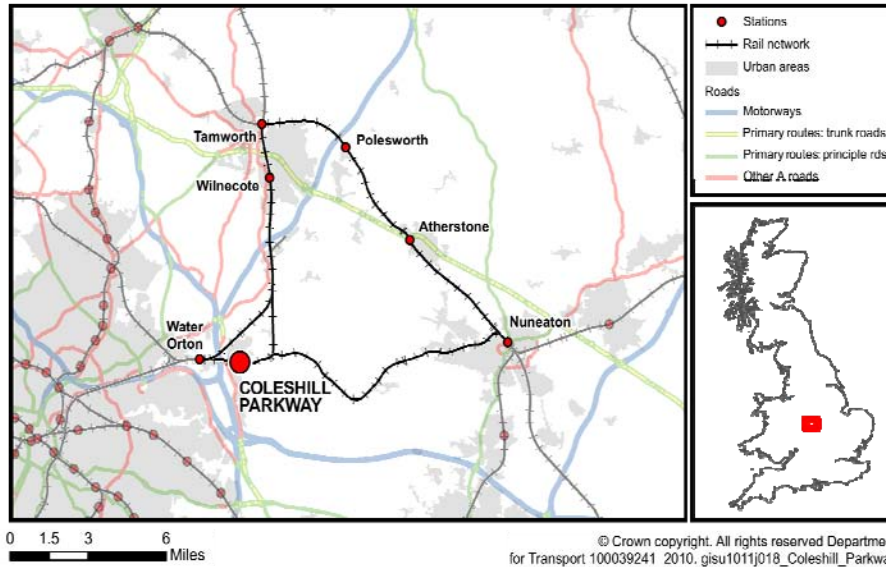 Tamworth
Polesworth
Wilnecote
Atherstone
Water
Orton
Nuneaton
COLESHILL
PARKWAY
Stations
Rail network
Urban areas
Roads
Motorways
Primary routes: trunk roads
Primary routes: principle rds
Other A roads
0 1.5 3 6
Miles
© Crown copyright. All rights reserved Departme
for Transport 100039241 2010. gisu1011j018_Coleshill_Parkwa